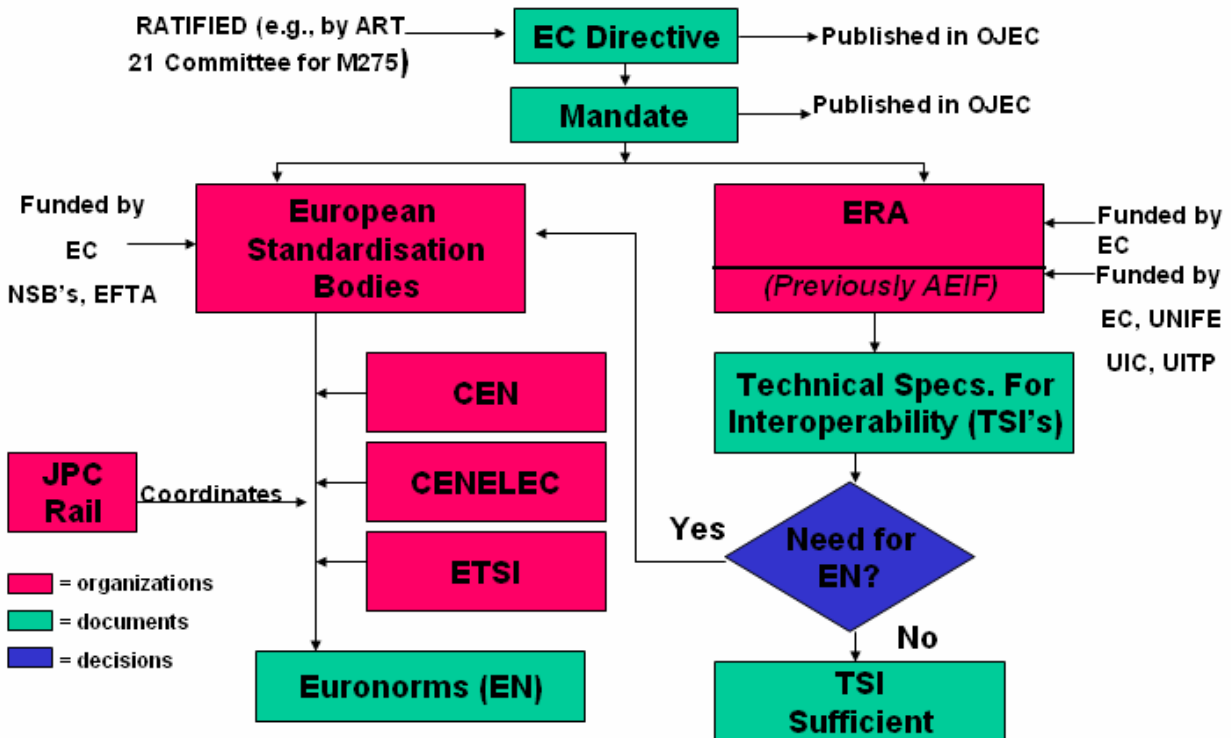 RATIFIED (e.g., by ART
21 Committee for M275)
EC Directive
Published in OJEC
Mandate
Published in OJEC
Funded by
EC
NSB's, EFTA
European
Standardisation
Bodies
ERA
(Previously AEIF)
Funded by
EC
Funded by
EC, UNIFE
UIC, UITP
Technical Specs. For
Interoperability (TSI's)
CEN
CENELEC
ETSI
JPC
Rail
Coordinates
Yes
Need for
EN?
No
= organizations
= documents
= decisions
Euronorms (EN)
TSI
Sufficient